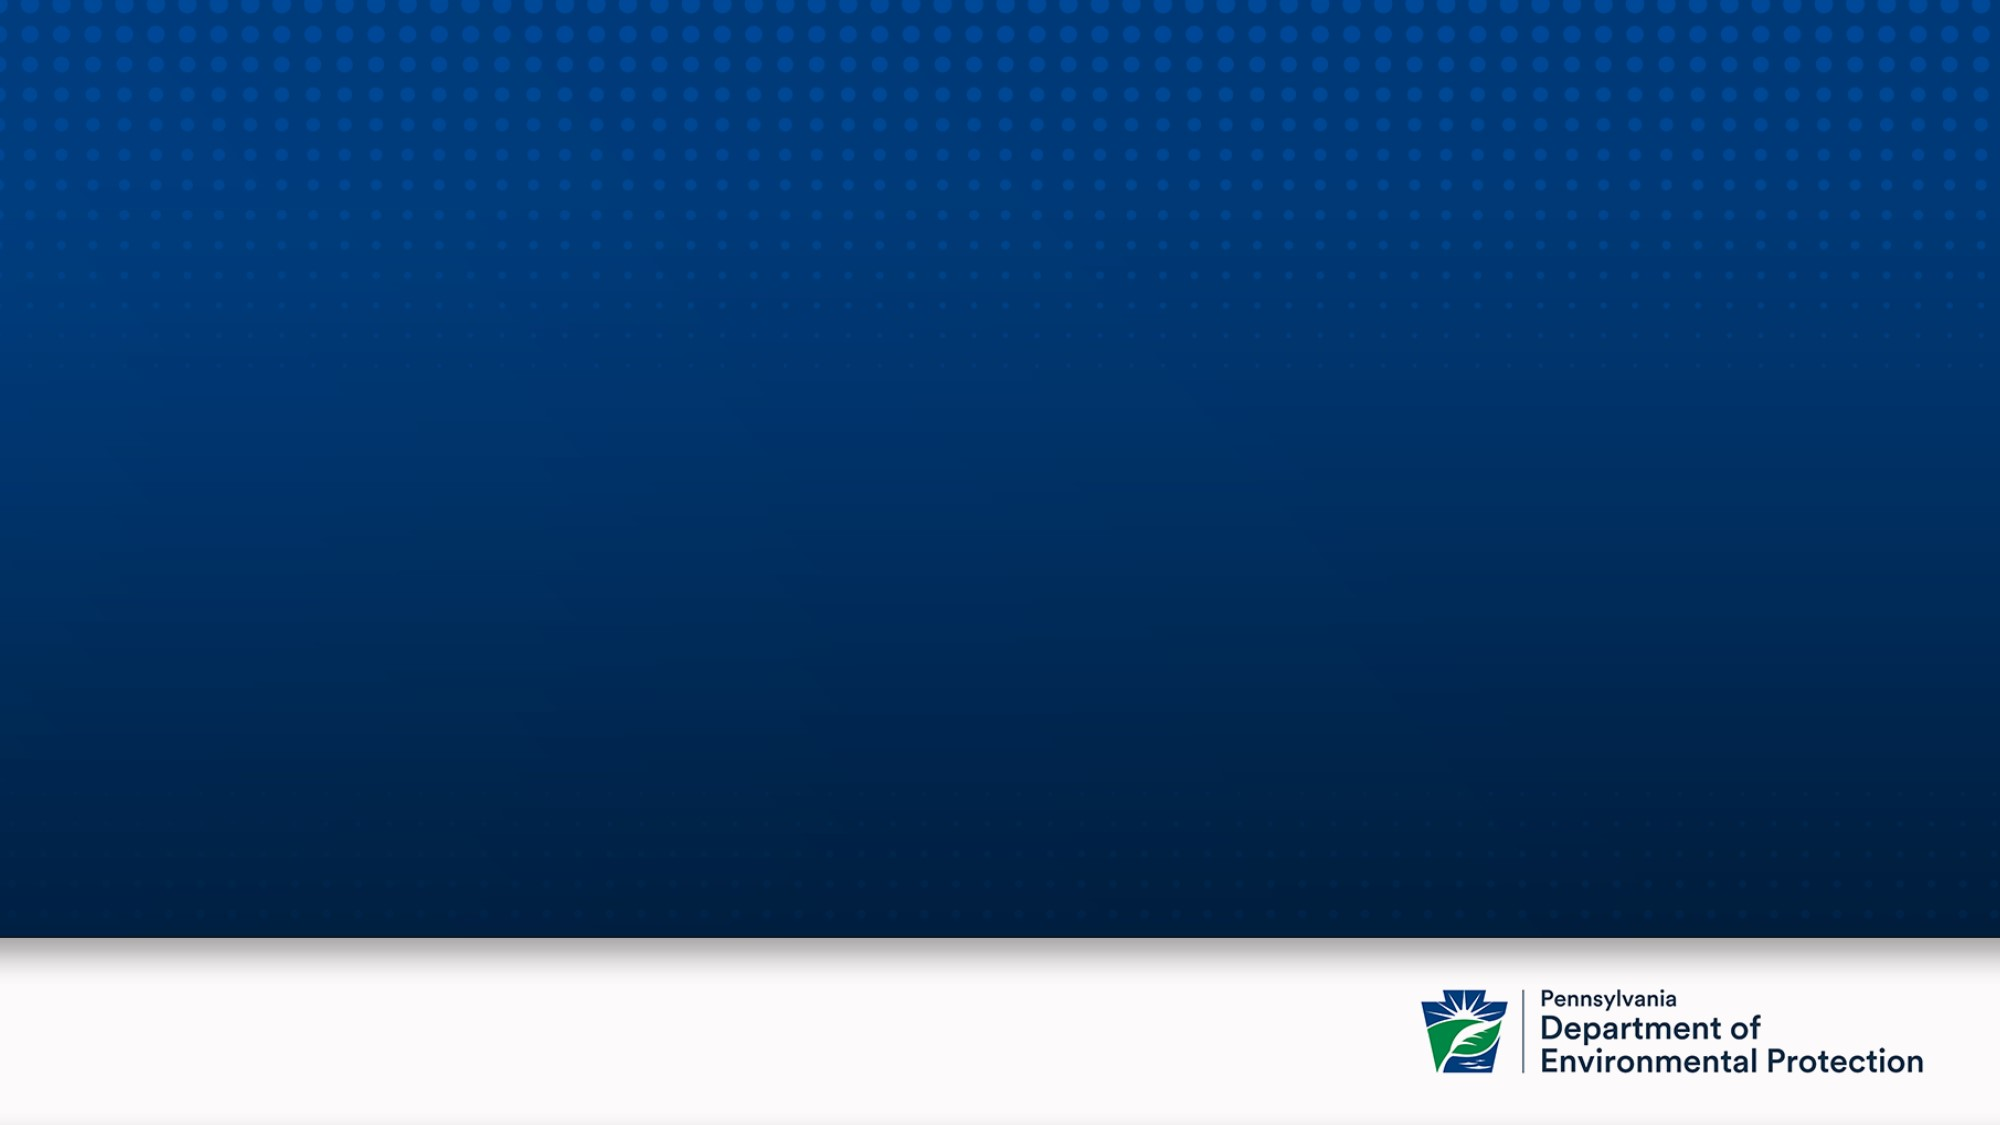 Pennsylvania
Department of
Environmental Protection